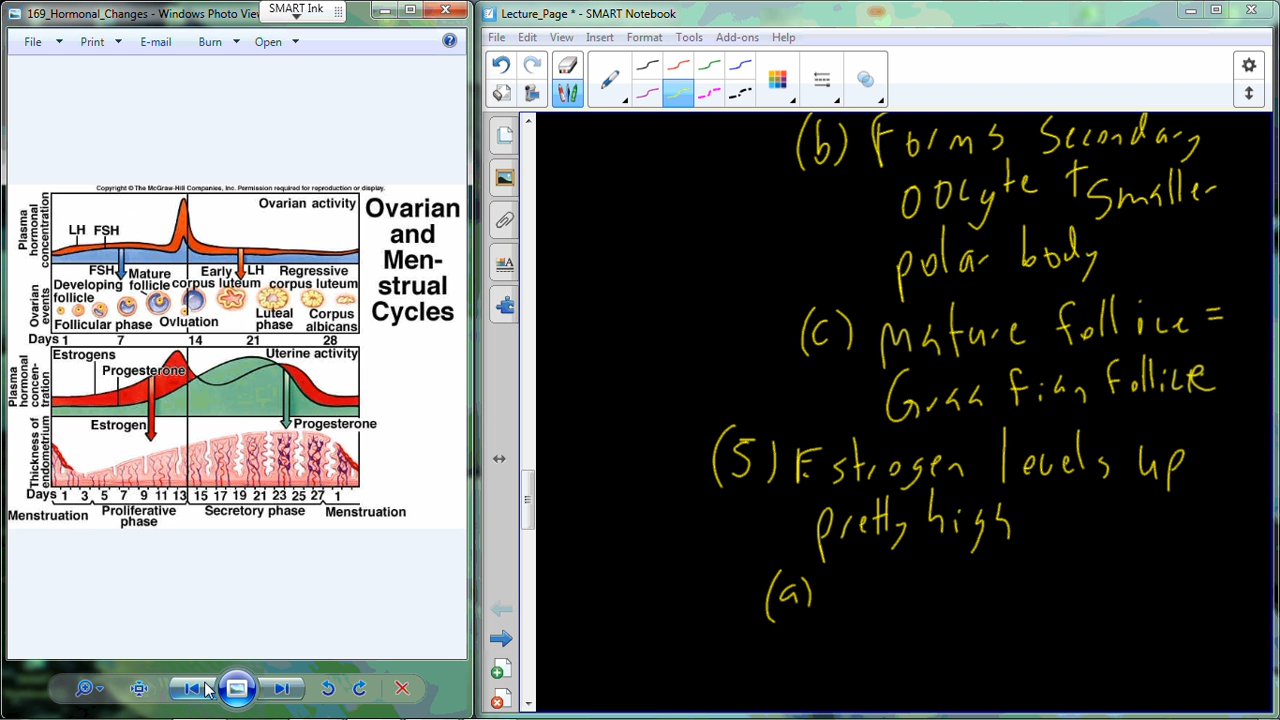 169_Hormonal_Changes - Windows Photo View
SMART Ink
File Print E-mail Burn Open
Copyright © The McGraw-Hill Companies, Inc. Permission required for reproduction or display.
Plasma hormonal concentration
Ovarian activity
LH FSH
FSH
Mature follicle
Early corpus luteum
LH
Regressive corpus luteum
Developing follicle
Ovarian events
Follicular phase
Ovluation
Luteal phase
Corpus albicans
Days 1 7 14 21 28
Ovarian
and
Men-
strual
Cycles
Plasma hormonal concen-tration
Estrogens
Progesterone
Uterine activity
Estrogen
Progesterone
Thickness of endometrium
Days 1 3 5 7 9 11 13 15 17 19 21 23 25 27 1
Menstruation
Proliferative phase
Secretory phase
Menstruation
Lecture_Page * - SMART Notebook
File Edit View Insert Format Tools Add-ons Help
(b) Forms secondary
oocyte + smaller
polar body
(c) mature follice =
Graafian follice
(5) Estrogen levels up
pretty high
(a)